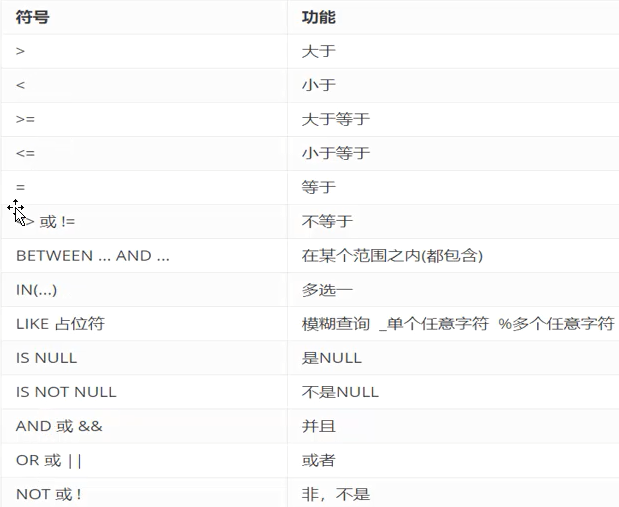 符号 功能
> 大于
< 小于
>= 大于等于
<= 小于等于
= 等于
> 或 != 不等于
BETWEEN ... AND ... 在某个范围之内(都包含)
IN(...) 多选一
LIKE 占位符 模糊查询 _单个任意字符 %多个任意字符
IS NULL 是NULL
IS NOT NULL 不是NULL
AND 或 && 并且
OR 或 || 或者
NOT 或 ! 非，不是